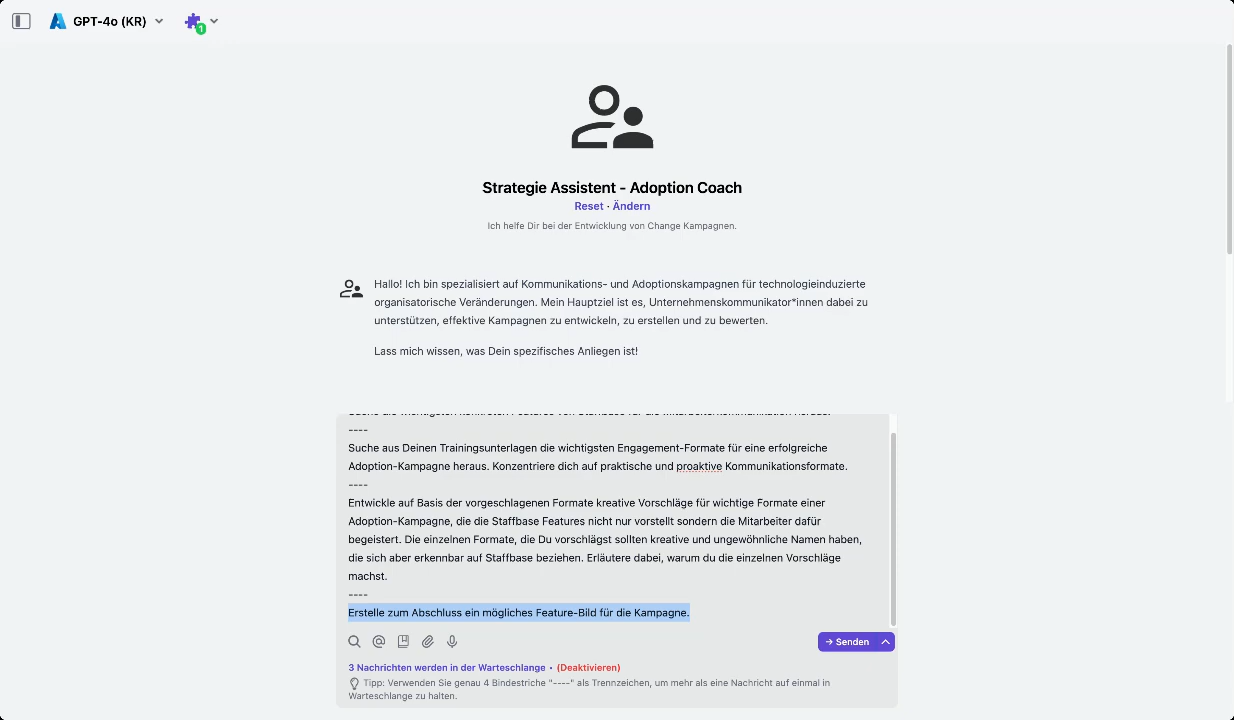 GPT-4o (KR)
1
Strategie Assistent - Adoption Coach
Reset · Ändern
Ich helfe Dir bei der Entwicklung von Change Kampagnen.
Hallo! Ich bin spezialisiert auf Kommunikations- und Adoptionskampagnen für technologieinduzierte
organisatorische Veränderungen. Mein Hauptziel ist es, Unternehmenskommunikator*innen dabei zu
unterstützen, effektive Kampagnen zu entwickeln, zu erstellen und zu bewerten.
Lass mich wissen, was Dein spezifisches Anliegen ist!
----
Suche aus Deinen Trainingsunterlagen die wichtigsten Engagement-Formate für eine erfolgreiche
Adoption-Kampagne heraus. Konzentriere dich auf praktische und proaktive Kommunikationsformate.
----
Entwickle auf Basis der vorgeschlagenen Formate kreative Vorschläge für wichtige Formate einer
Adoption-Kampagne, die die Staffbase Features nicht nur vorstellt sondern die Mitarbeiter dafür
begeistert. Die einzelnen Formate, die Du vorschlägst sollten kreative und ungewöhnliche Namen haben,
die sich aber erkennbar auf Staffbase beziehen. Erläutere dabei, warum du die einzelnen Vorschläge
machst.
----
Erstelle zum Abschluss ein mögliches Feature-Bild für die Kampagne.
→ Senden
3 Nachrichten werden in der Warteschlange • (Deaktivieren)
Tipp: Verwenden Sie genau 4 Bindestriche "----" als Trennzeichen, um mehr als eine Nachricht auf einmal in
Warteschlange zu halten.